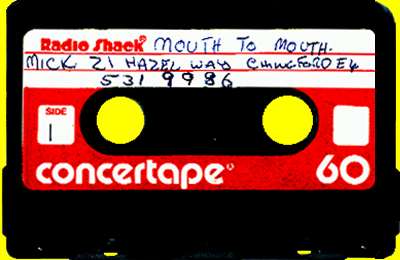 Radio Shack® MOUTH TO MOUTH.
MICK. 21 HAZEL WAY CHINGFORD E4
531 9986
SIDE
1
concertape®
60